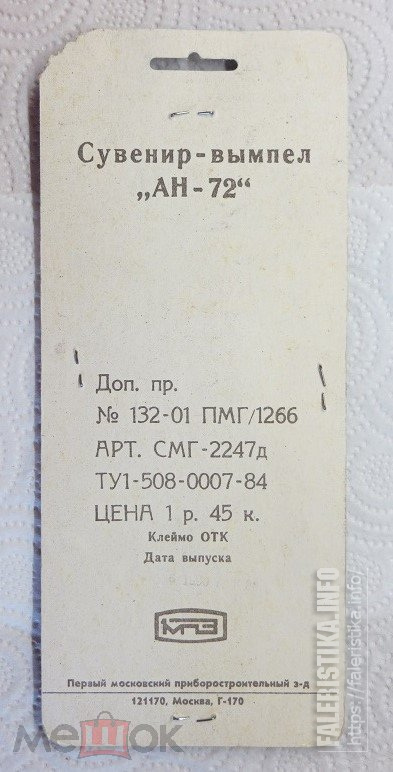 Сувенир-вымпел
„АН-72“
Доп. пр.
№ 132-01 ПМГ/1266
АРТ. СМГ-2247д
ТУ1-508-0007-84
ЦЕНА 1 р. 45 к.
Клеймо ОТК
Дата выпуска
Первый московский приборостроительный з-д
121170, Москва, Г-170
мешок
FALERISTIKA.INFO
https://faleristika.info